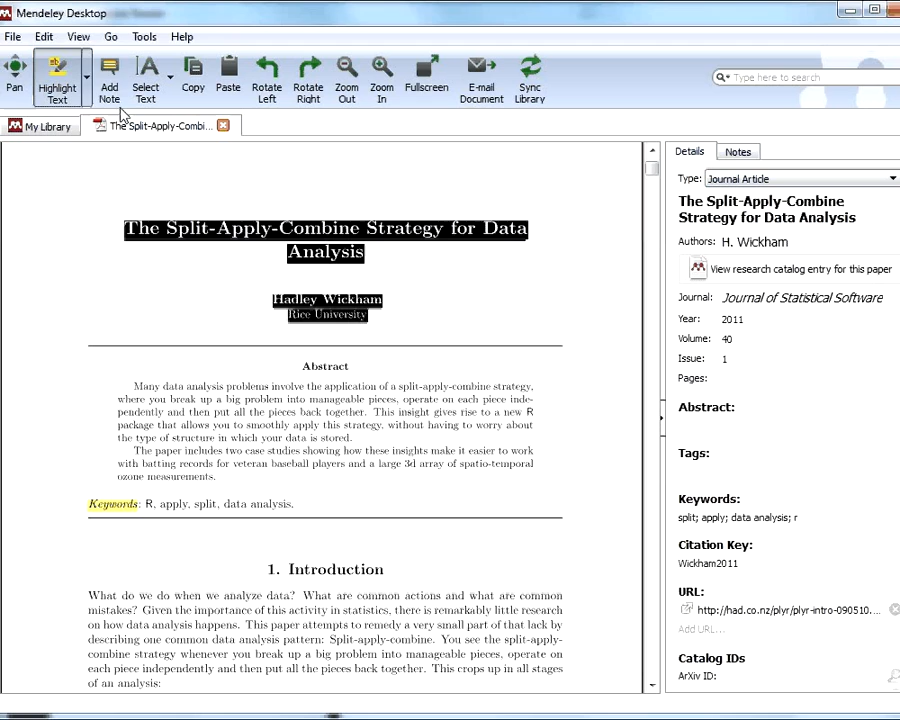 Mendeley Desktop
File Edit View Go Tools Help
Pan Highlight Text Add Note Select Text Copy Paste Rotate Left Rotate Right Zoom Out Zoom In Fullscreen E-mail Document Sync Library
Type here to search
My Library The Split-Apply-Combi...
The Split-Apply-Combine Strategy for Data
Analysis
Hadley Wickham
Rice University
Abstract
Many data analysis problems involve the application of a split-apply-combine strategy,
where you break up a big problem into manageable pieces, operate on each piece inde-
pendently and then put all the pieces back together. This insight gives rise to a new R
package that allows you to smoothly apply this strategy, without having to worry about
the type of structure in which your data is stored.
The paper includes two case studies showing how these insights make it easier to work
with batting records for veteran baseball players and a large 3d array of spatio-temporal
ozone measurements.
Keywords: R, apply, split, data analysis.
1. Introduction
What do we do when we analyze data? What are common actions and what are common
mistakes? Given the importance of this activity in statistics, there is remarkably little research
on how data analysis happens. This paper attempts to remedy a very small part of that lack by
describing one common data analysis pattern: Split-apply-combine. You see the split-apply-
combine strategy whenever you break up a big problem into manageable pieces, operate on
each piece independently and then put all the pieces back together. This crops up in all stages
of an analysis:
Details Notes
Type: Journal Article
The Split-Apply-Combine
Strategy for Data Analysis
Authors: H. Wickham
View research catalog entry for this paper
Journal: Journal of Statistical Software
Year: 2011
Volume: 40
Issue: 1
Pages:
Abstract:
Tags:
Keywords:
split; apply; data analysis; r
Citation Key:
Wickham2011
URL:
http://had.co.nz/plyr/plyr-intro-090510....
Add URL...
Catalog IDs
ArXiv ID: